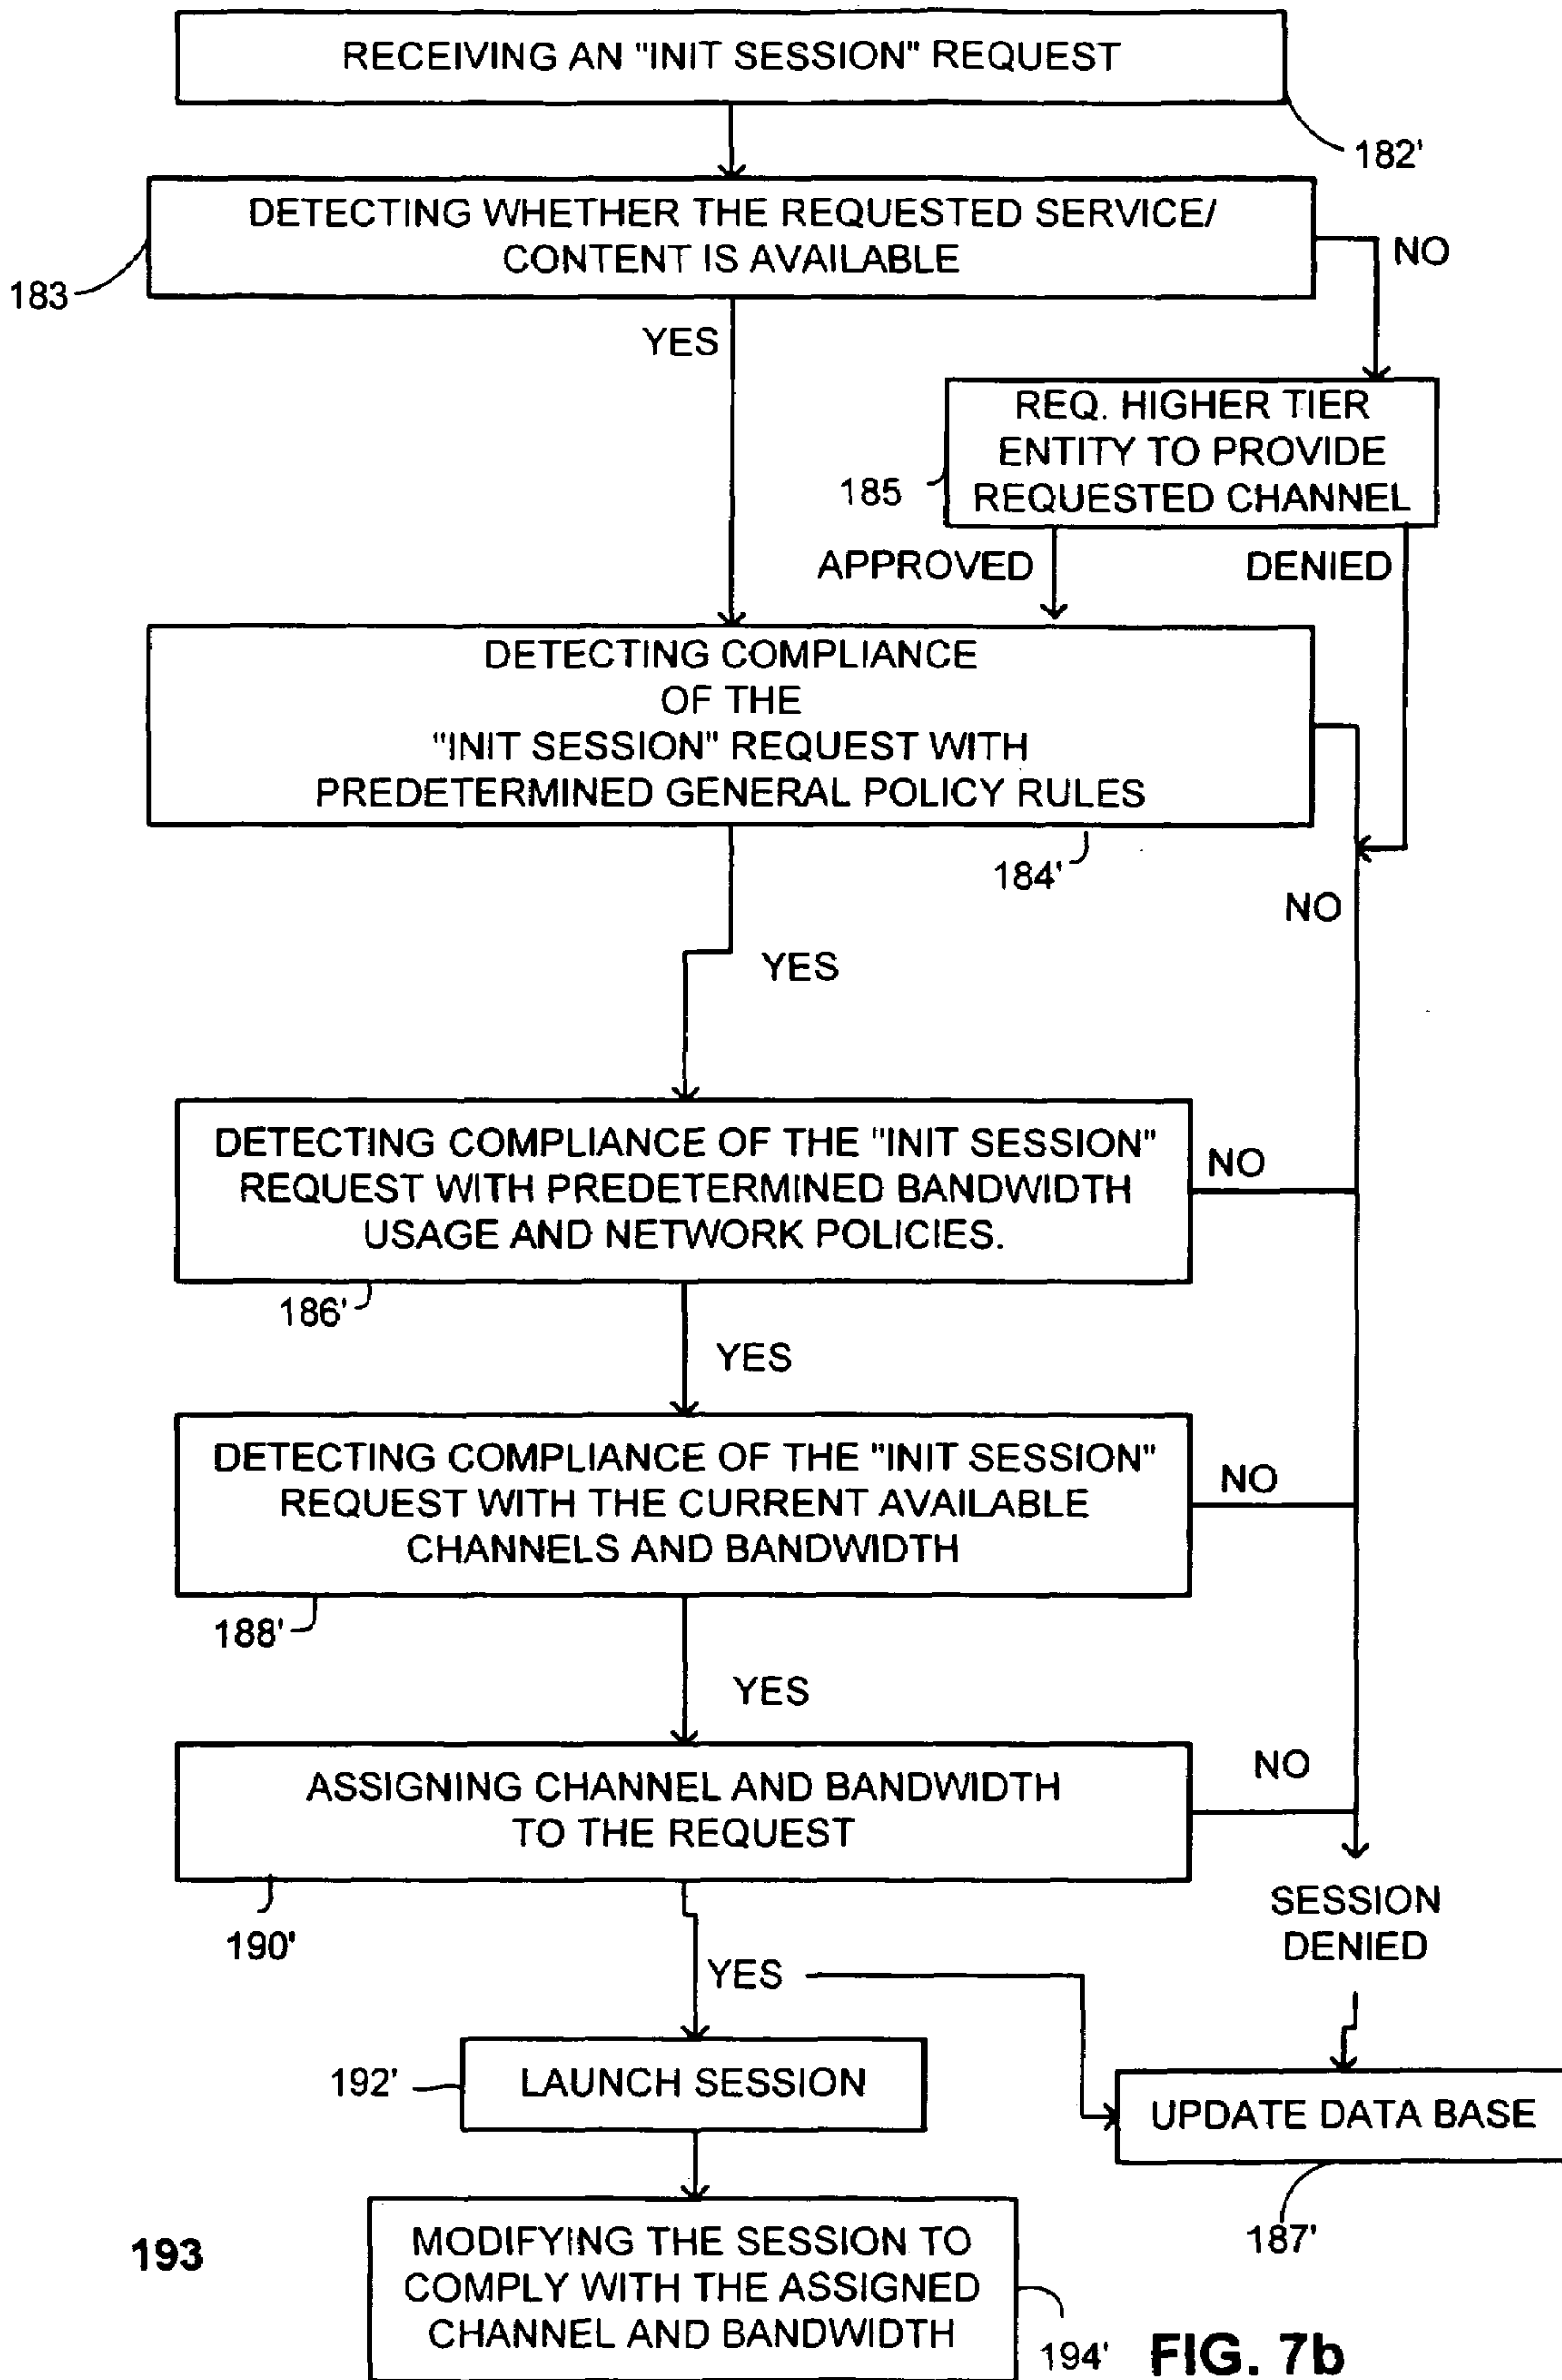 RECEIVING AN "INIT SESSION" REQUEST
182'
DETECTING WHETHER THE REQUESTED SERVICE/
CONTENT IS AVAILABLE
NO
183
YES
REQ. HIGHER TIER
ENTITY TO PROVIDE
REQUESTED CHANNEL
185
APPROVED
DENIED
DETECTING COMPLIANCE
OF THE
"INIT SESSION" REQUEST WITH
PREDETERMINED GENERAL POLICY RULES
184'
NO
YES
DETECTING COMPLIANCE OF THE "INIT SESSION"
REQUEST WITH PREDETERMINED BANDWIDTH
USAGE AND NETWORK POLICIES.
NO
186'
YES
DETECTING COMPLIANCE OF THE "INIT SESSION"
REQUEST WITH THE CURRENT AVAILABLE
CHANNELS AND BANDWIDTH
NO
188'
YES
ASSIGNING CHANNEL AND BANDWIDTH
TO THE REQUEST
NO
190'
SESSION
DENIED
YES
192'
LAUNCH SESSION
UPDATE DATA BASE
187'
193
MODIFYING THE SESSION TO
COMPLY WITH THE ASSIGNED
CHANNEL AND BANDWIDTH
194'
FIG. 7b